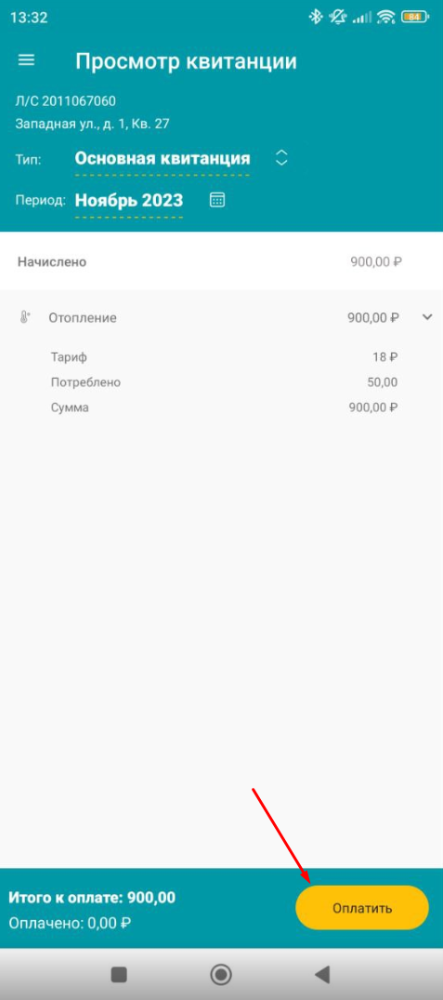 13:32 84
Просмотр квитанции
Л/С 2011067060
Западная ул., д. 1, Кв. 27
Тип: Основная квитанция
Период: Ноябрь 2023
Начислено 900,00 ₽
Отопление 900,00 ₽
Тариф 18 ₽
Потреблено 50,00
Сумма 900,00 ₽
Итого к оплате: 900,00
Оплачено: 0,00 ₽
Оплатить